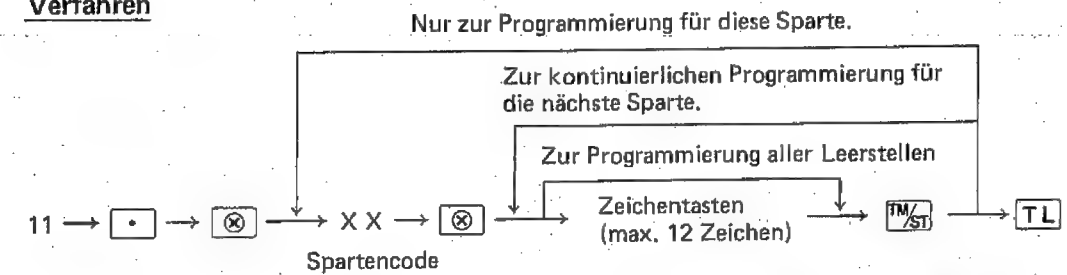 Verfahren
Nur zur Programmierung für diese Sparte.
Zur kontinuierlichen Programmierung für
die nächste Sparte.
Zur Programmierung aller Leerstellen
11 → [•] → [⊗] → X X → [⊗] → Zeichentasten → [TM/ST] → [TL]
(max. 12 Zeichen)
Spartencode